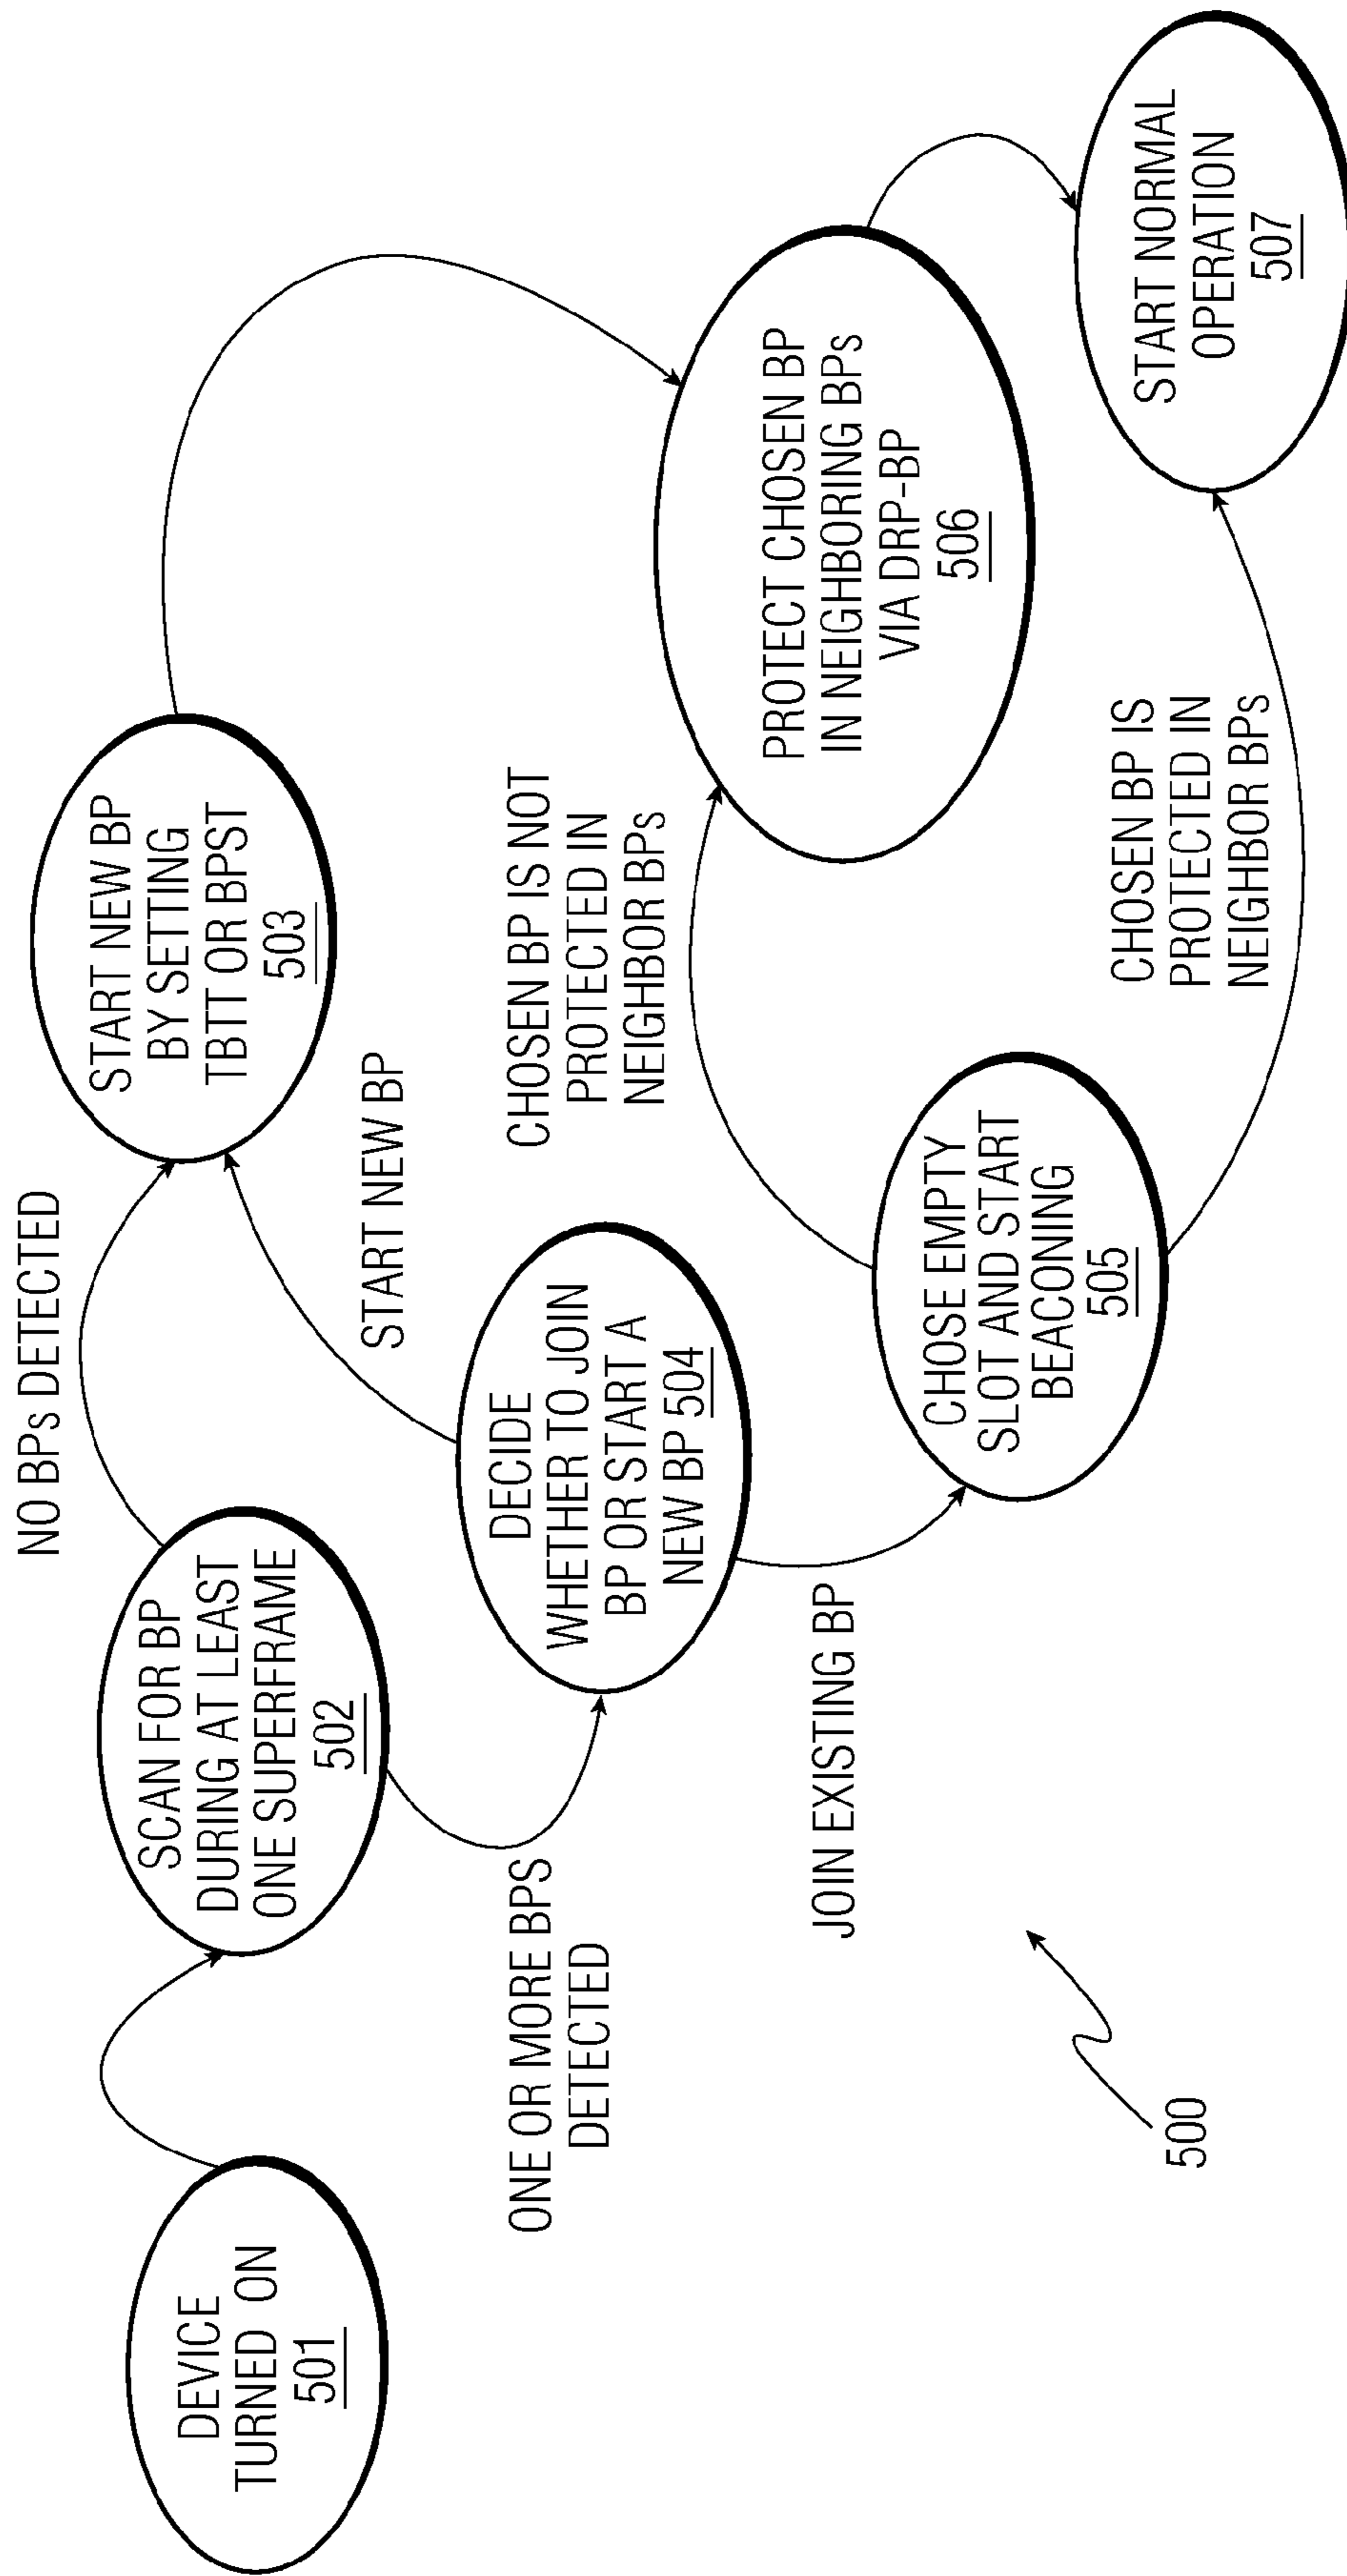 DEVICE
TURNED ON
501
SCAN FOR BP
DURING AT LEAST
ONE SUPERFRAME
502
NO BPs DETECTED
START NEW BP
BY SETTING
TBTT OR BPST
503
ONE OR MORE BPS
DETECTED
DECIDE
WHETHER TO JOIN
BP OR START A
NEW BP 504
START NEW BP
JOIN EXISTING BP
CHOSE EMPTY
SLOT AND START
BEACONING
505
CHOSEN BP IS NOT
PROTECTED IN
NEIGHBOR BPs
PROTECT CHOSEN BP
IN NEIGHBORING BPs
VIA DRP-BP
506
CHOSEN BP IS
PROTECTED IN
NEIGHBOR BPs
START NORMAL
OPERATION
507
500